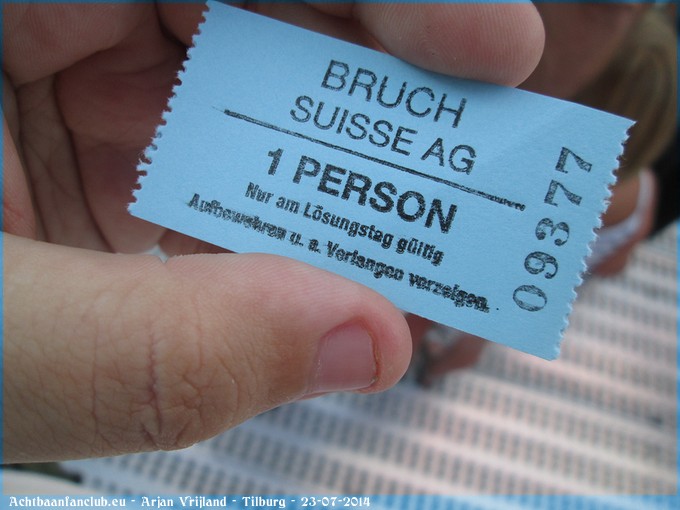 BRUCH
SUISSE AG
1 PERSON
Nur am Lösungstag gültig
Aufbewahren u. a. Verlangen vorzeigen.
09377
Achtbaanfanclub.eu - Arjan Vrijland - Tilburg - 23-07-2014